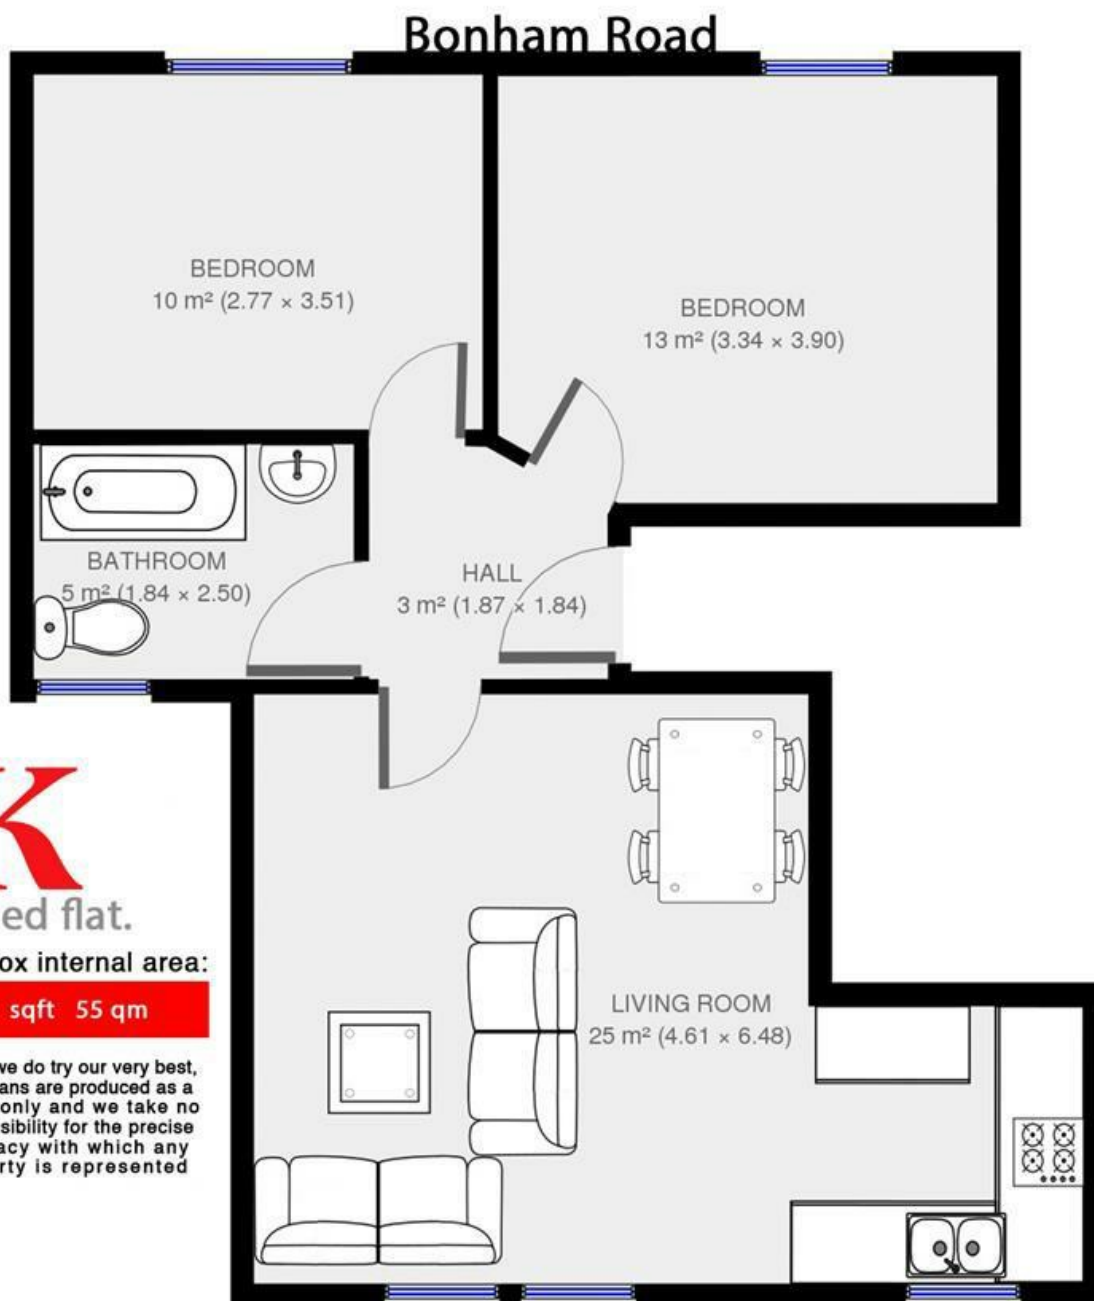 Bonham Road
BEDROOM
10 m² (2.77 × 3.51)
BEDROOM
13 m² (3.34 × 3.90)
BATHROOM
5 m² (1.84 × 2.50)
HALL
3 m² (1.87 × 1.84)
K
ed flat.
ox internal area:
sqft 55 qm
we do try our very best,
ans are produced as a
only and we take no
sibility for the precise
acy with which any
rty is represented
LIVING ROOM
25 m² (4.61 × 6.48)